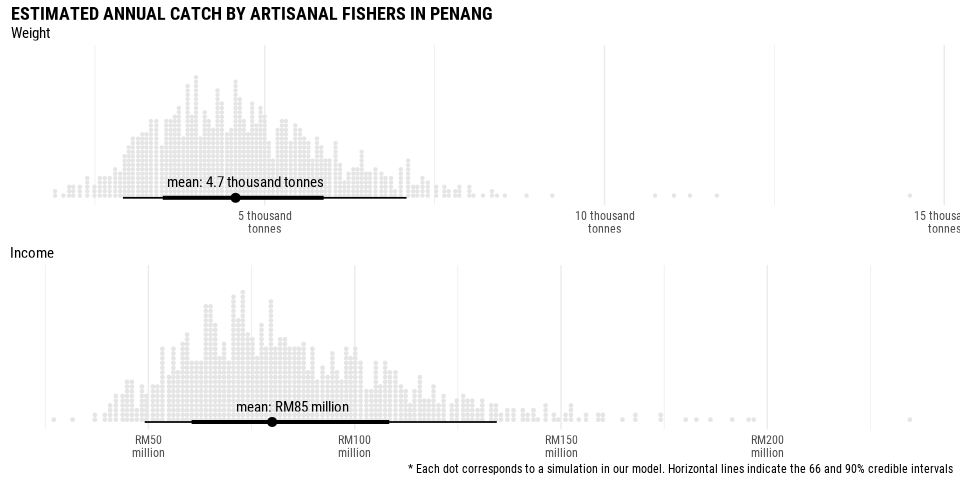 ESTIMATED ANNUAL CATCH BY ARTISANAL FISHERS IN PENANG
Weight
mean: 4.7 thousand tonnes
5 thousand
tonnes
10 thousand
tonnes
15 thousa
tonnes
Income
mean: RM85 million
RM50
million
RM100
million
RM150
million
RM200
million
* Each dot corresponds to a simulation in our model. Horizontal lines indicate the 66 and 90% credible intervals